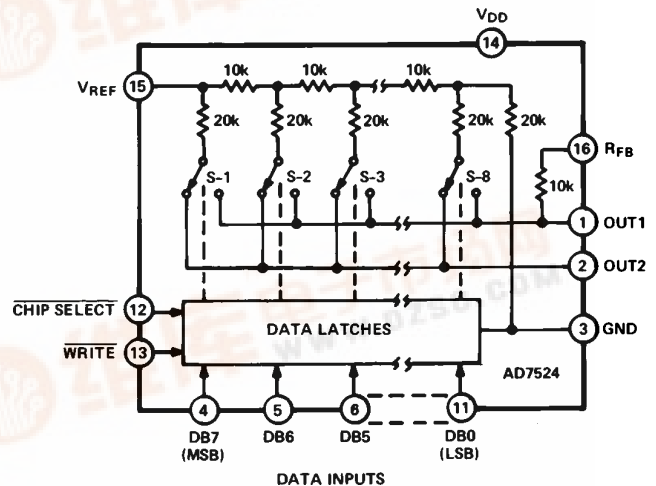 VDD
14
10k
10k
10k
VREF
15
20k
20k
20k
20k
20k
16
RFB
S-1
S-2
S-3
S-8
10k
1
OUT1
2
OUT2
CHIP SELECT
12
DATA LATCHES
3
GND
WRITE
13
AD7524
4
5
6
11
DB7
(MSB)
DB6
DB5
DB0
(LSB)
DATA INPUTS